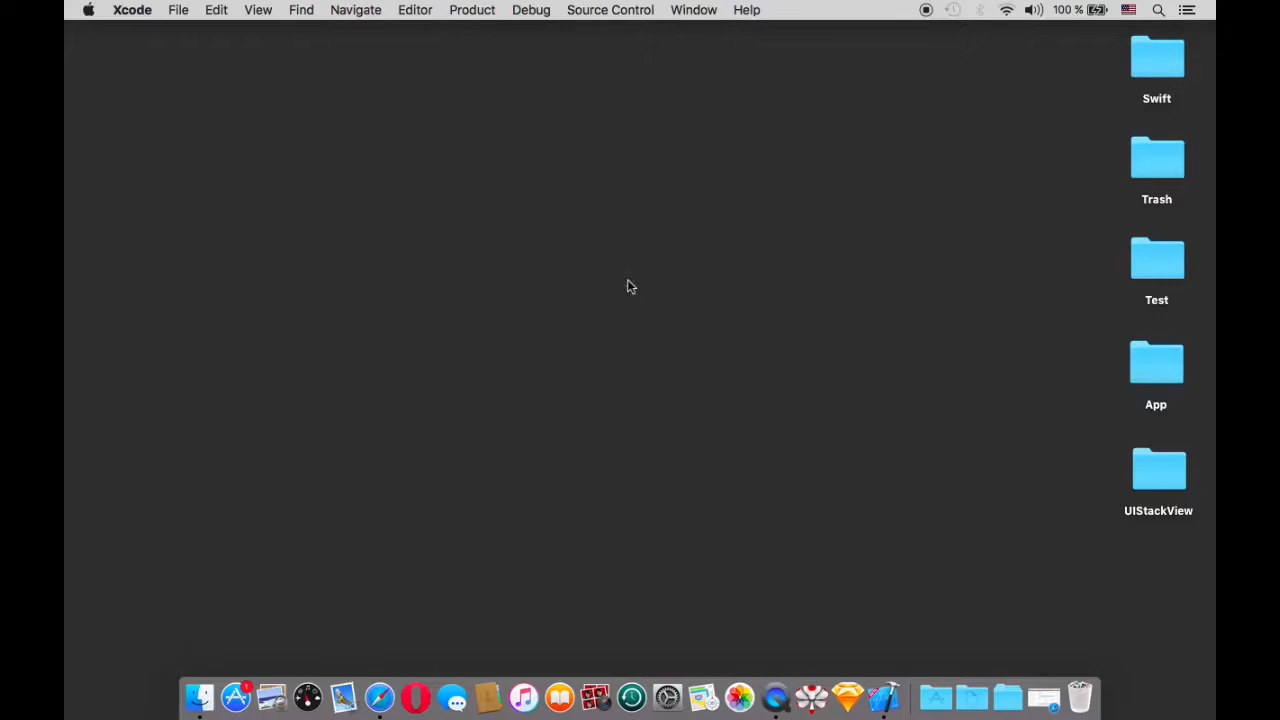 Xcode File Edit View Find Navigate Editor Product Debug Source Control Window Help 100 %
Swift
Trash
Test
App
UIStackView
1